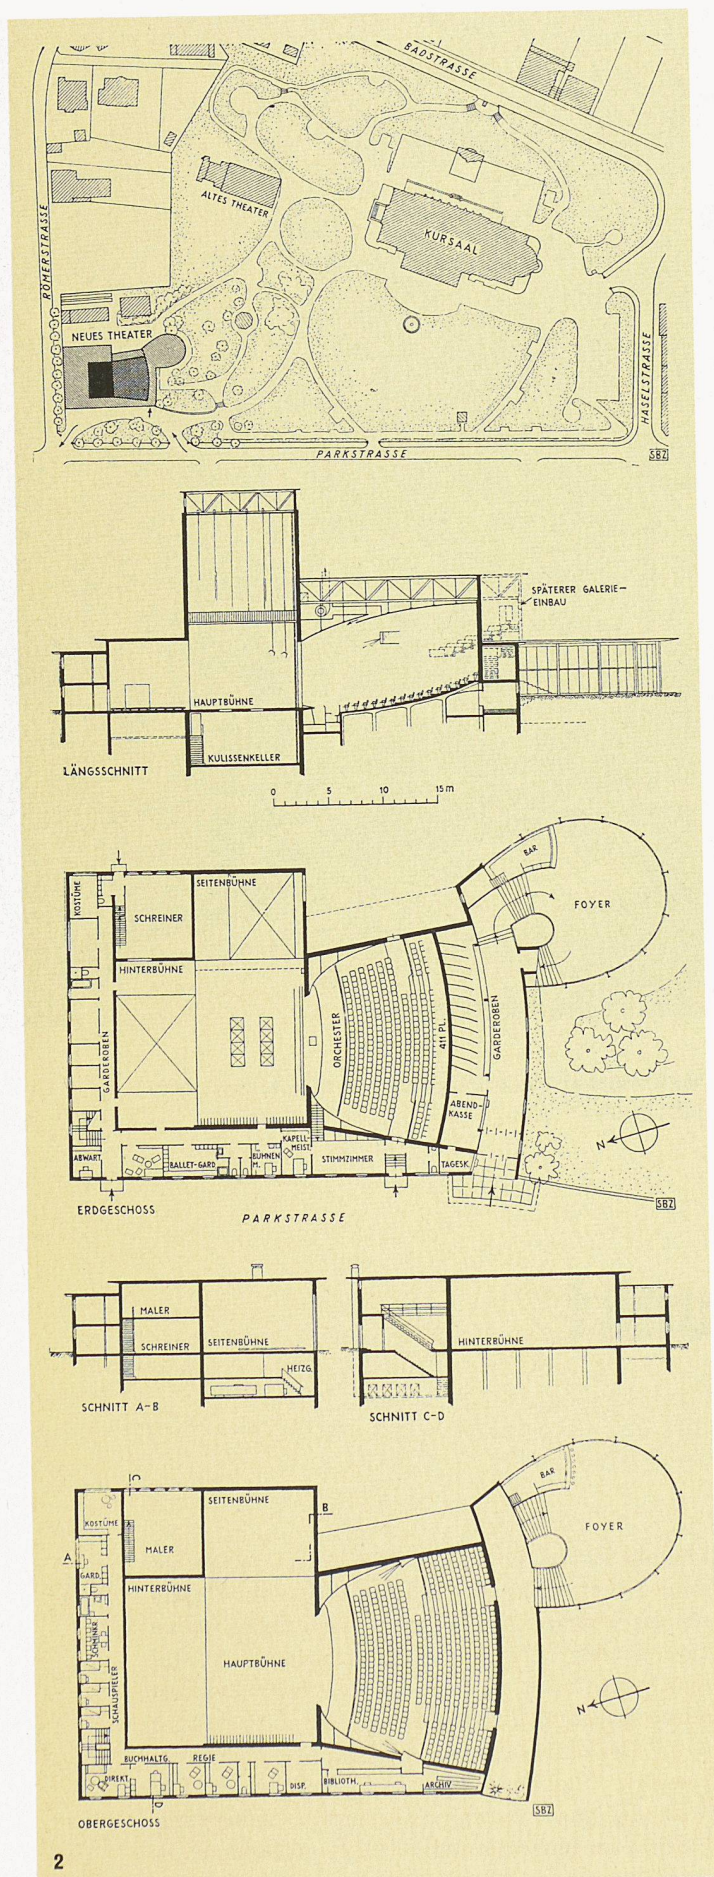 BADSTRASSE
ALTES THEATER
KURSAAL
RÖMERSTRASSE
NEUES THEATER
HASELSTRASSE
PARKSTRASSE
SBZ
SPÄTERER GALERIE-
EINBAU
HAUPTBÜHNE
KULISSENKELLER
LÄNGSSCHNITT
0 5 10 15 m
KOSTÜME
SCHREINER
SEITENBÜHNE
BAR
FOYER
HINTERBÜHNE
GARDEROBEN
ORCHESTER
411 PL.
GARDEROBEN
ABEND-
KASSE
N
ABWART
BALLET-GARD
BÜHNEN
M.
KAPELL-
MEIST.
STIMMZIMMER
TAGESK.
ERDGESCHOSS
PARKSTRASSE
SBZ
MALER
SCHREINER
SEITENBÜHNE
HEIZG.
HINTERBÜHNE
SCHNITT A-B
SCHNITT C-D
C
KOSTÜME
SEITENBÜHNE
B
BAR
FOYER
A
GARD.
MALER
HINTERBÜHNE
SCHMINKR.
SCHAUSPIELER
HAUPTBÜHNE
N
BUCHHALTG.
REGIE
DIREKT.
DISP.
BIBLIOTH.
ARCHIV
D
OBERGESCHOSS
SBZ
2